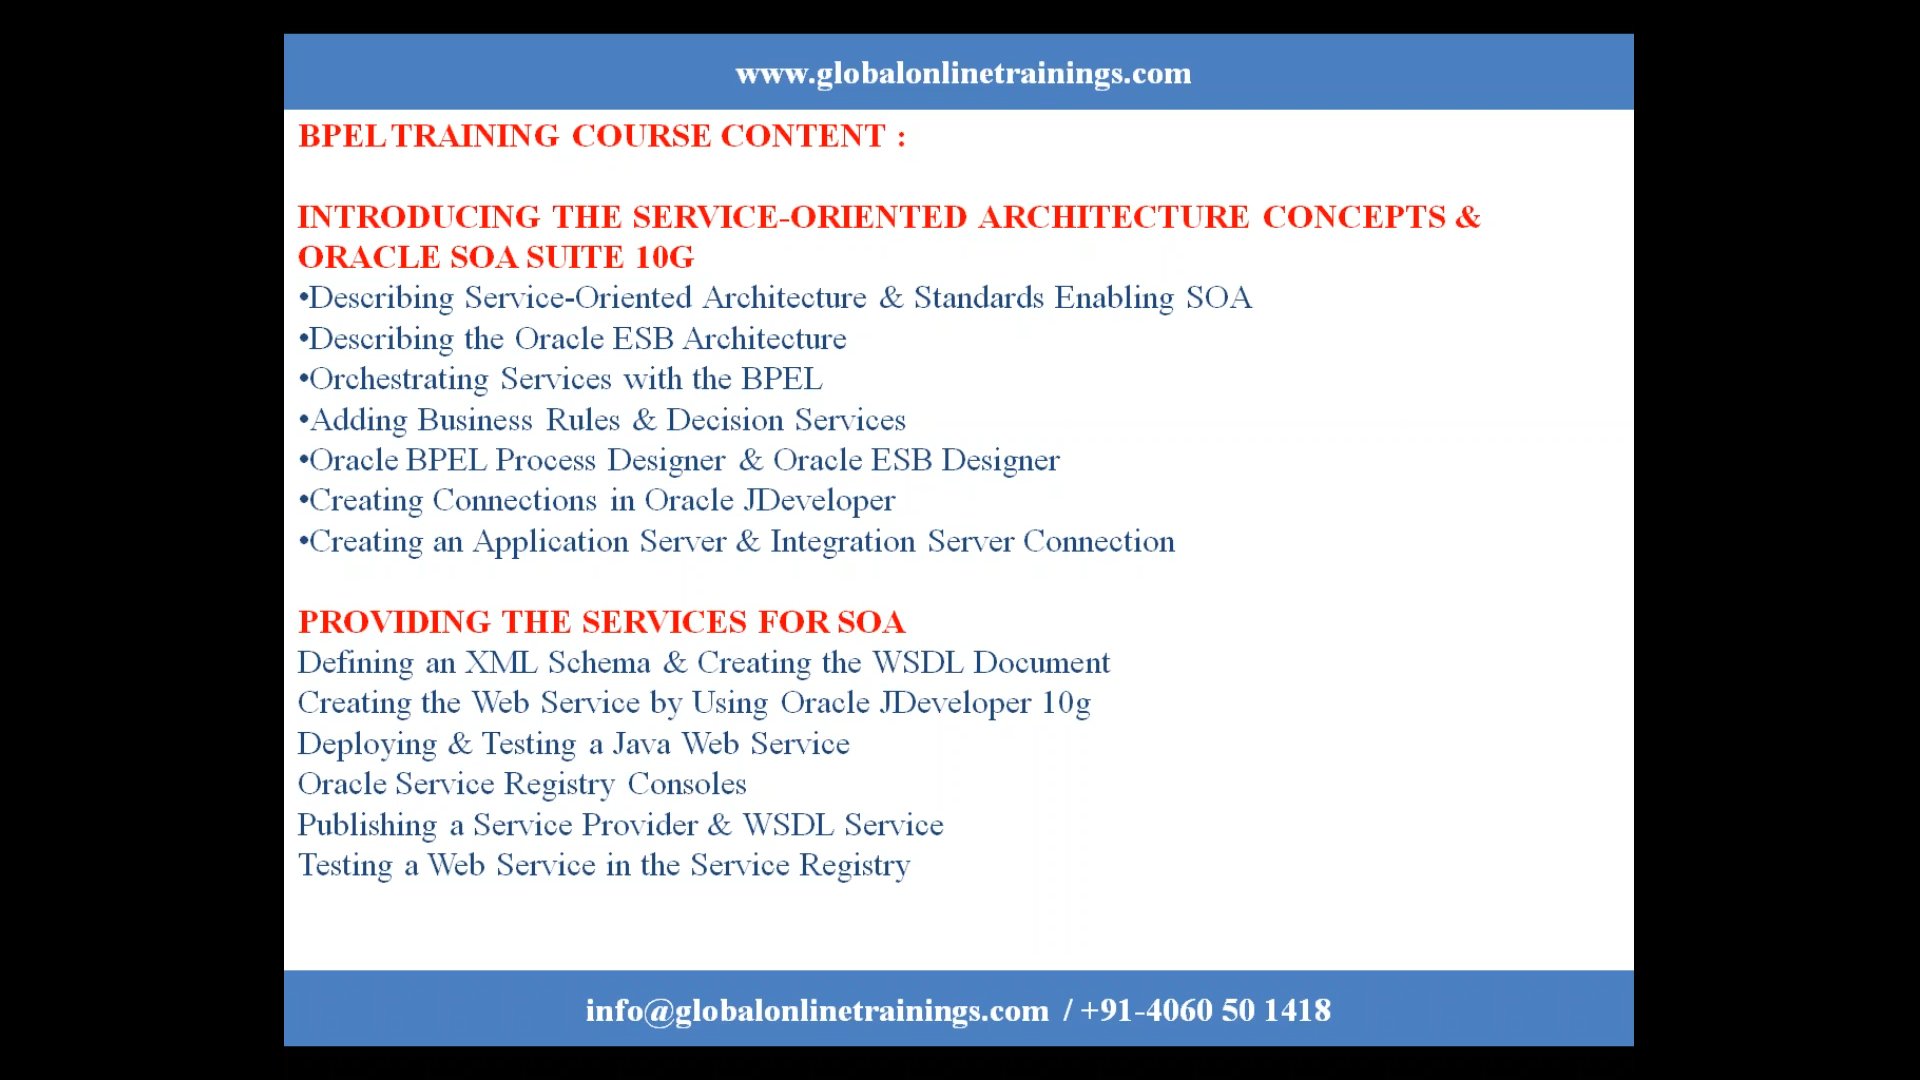 www.globalonlinetrainings.com
BPEL TRAINING COURSE CONTENT :
INTRODUCING THE SERVICE-ORIENTED ARCHITECTURE CONCEPTS &
ORACLE SOA SUITE 10G
•Describing Service-Oriented Architecture & Standards Enabling SOA
•Describing the Oracle ESB Architecture
•Orchestrating Services with the BPEL
•Adding Business Rules & Decision Services
•Oracle BPEL Process Designer & Oracle ESB Designer
•Creating Connections in Oracle JDeveloper
•Creating an Application Server & Integration Server Connection
PROVIDING THE SERVICES FOR SOA
Defining an XML Schema & Creating the WSDL Document
Creating the Web Service by Using Oracle JDeveloper 10g
Deploying & Testing a Java Web Service
Oracle Service Registry Consoles
Publishing a Service Provider & WSDL Service
Testing a Web Service in the Service Registry
info@globalonlinetrainings.com / +91-4060 50 1418